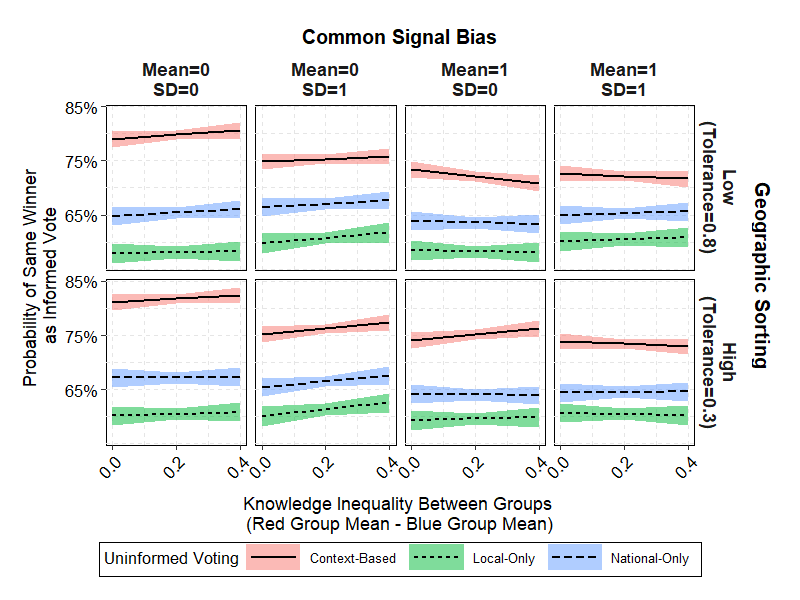 Common Signal Bias
Mean=0 Mean=0 Mean=1 Mean=1
SD=0 SD=1 SD=0 SD=1
85%
75%
65%
85%
75%
65%
Probability of Same Winner
as Informed Vote
Low
(Tolerance=0.8)
High
(Tolerance=0.3)
Geographic Sorting
0.0 0.2 0.4 0.0 0.2 0.4 0.0 0.2 0.4 0.0 0.2 0.4
Knowledge Inequality Between Groups
(Red Group Mean - Blue Group Mean)
Uninformed Voting Context-Based Local-Only National-Only